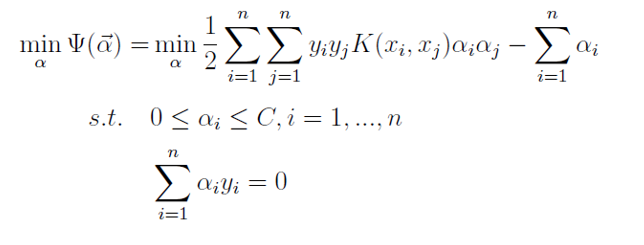 min_α Ψ(α⃗) = min_α 1/2 ∑_{i=1}^{n} ∑_{j=1}^{n} y_i y_j K(x_i, x_j) α_i α_j − ∑_{i=1}^{n} α_i
s.t. 0 ≤ α_i ≤ C, i = 1, ..., n
∑_{i=1}^{n} α_i y_i = 0